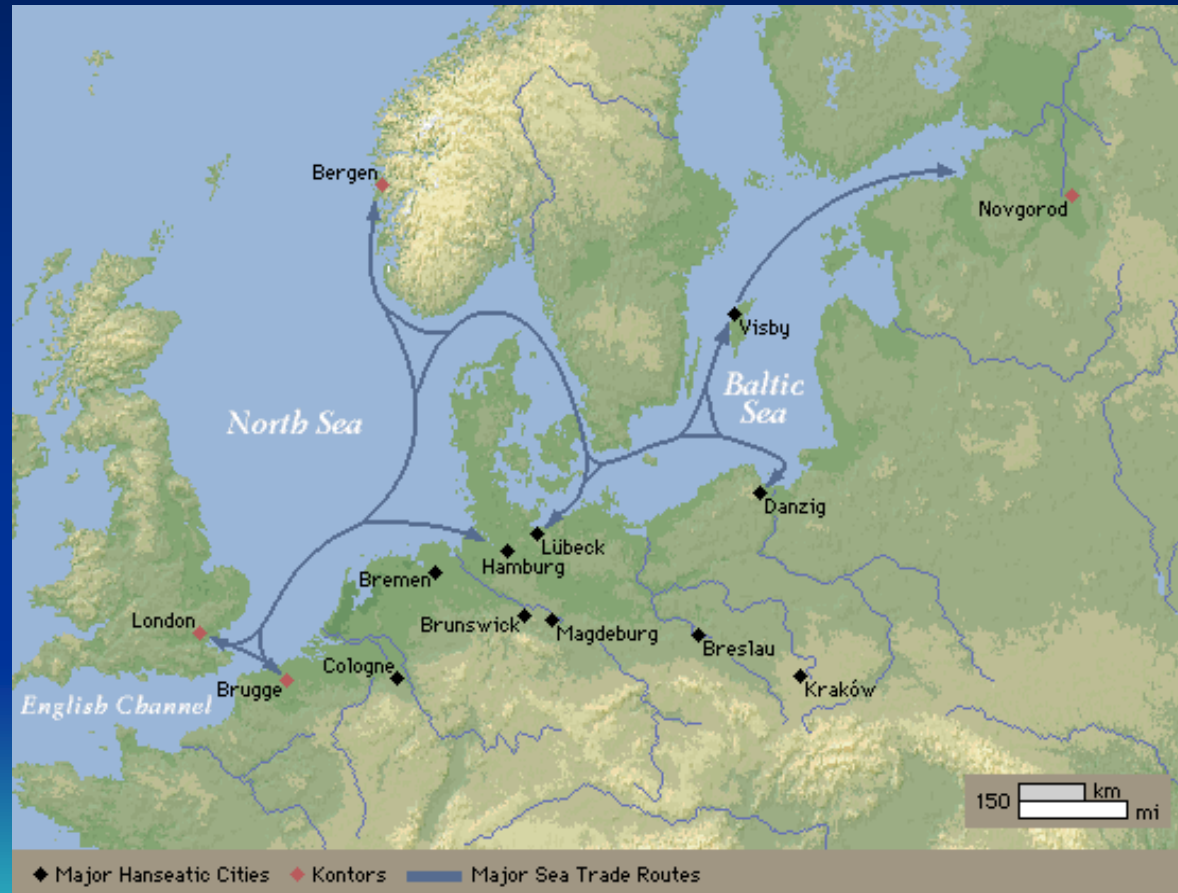 Bergen
Novgorod
Visby
Baltic
Sea
North Sea
Danzig
Lübeck
Hamburg
Bremen
London
Brunswick
Magdeburg
Breslau
Cologne
Kraków
Brugge
English Channel
150 km
mi
Major Hanseatic Cities Kontors Major Sea Trade Routes